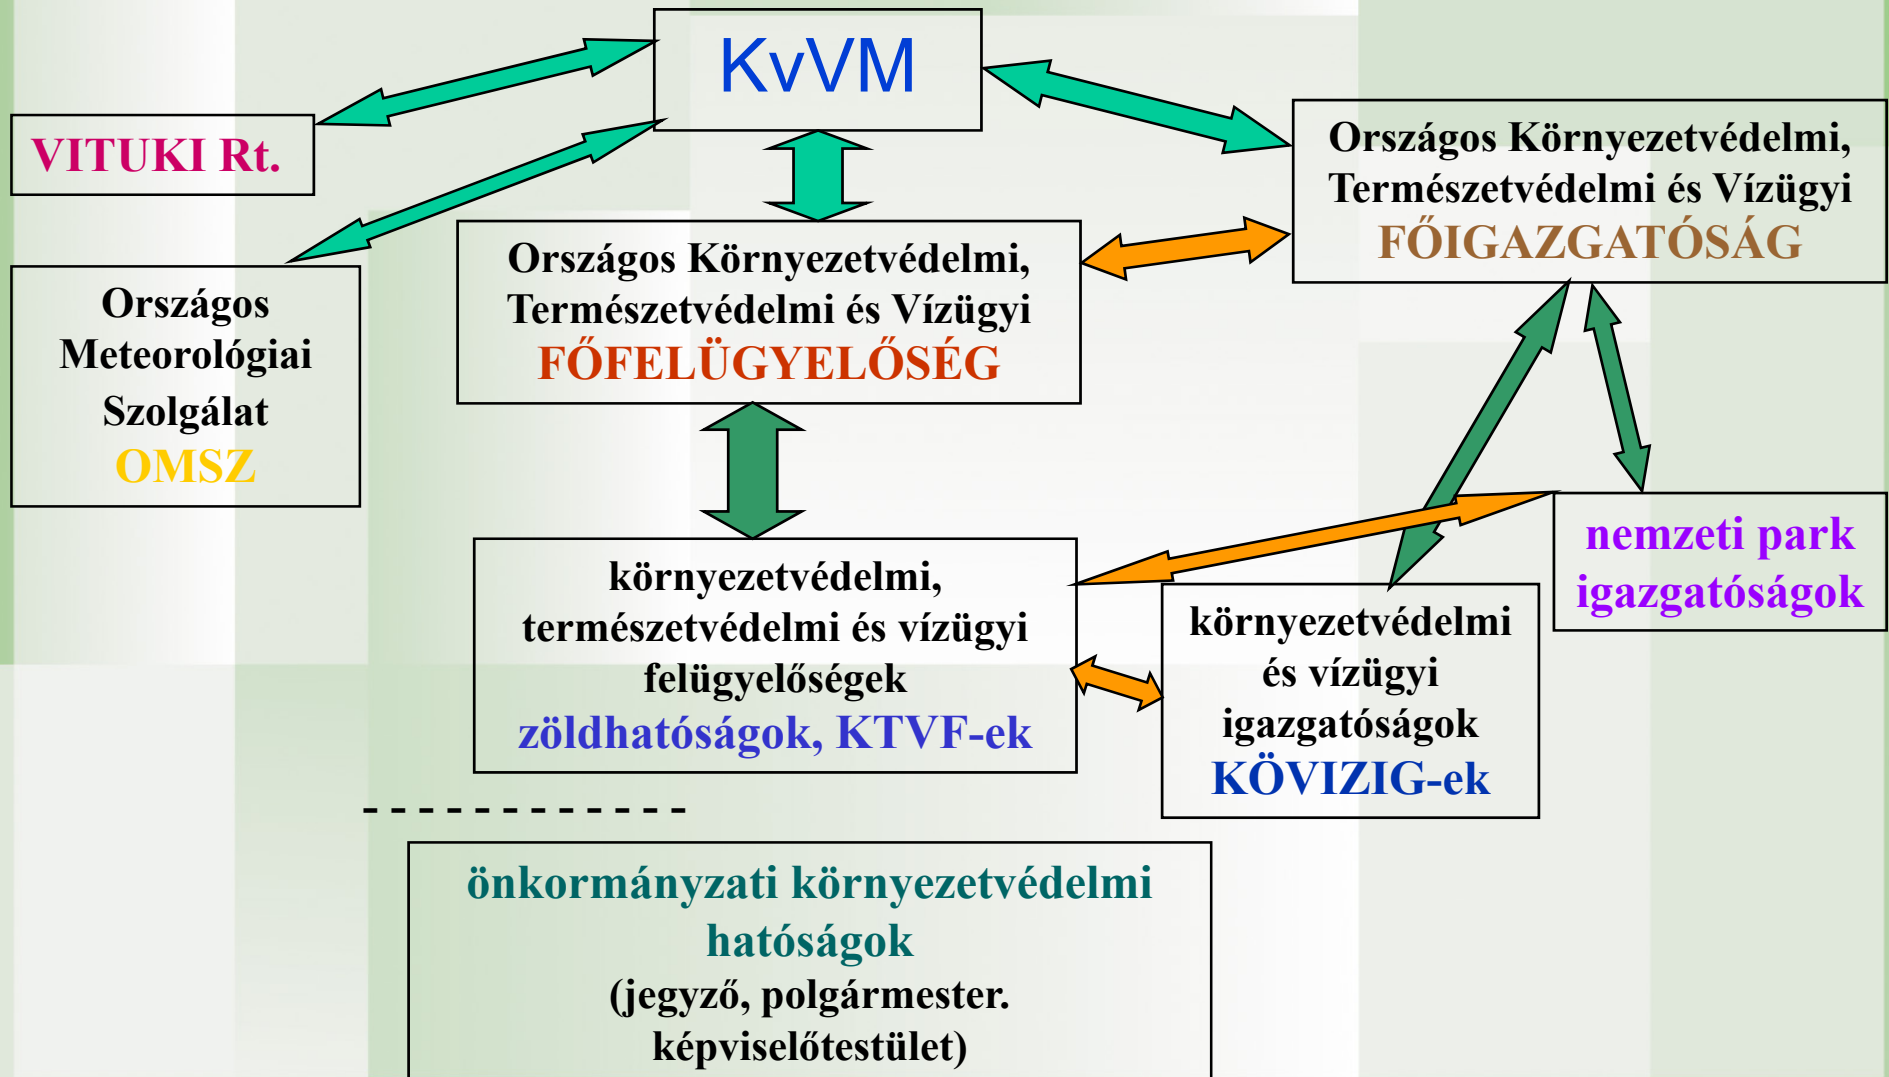 KvVM
VITUKI Rt.
Országos Környezetvédelmi,
Természetvédelmi és Vízügyi
FŐIGAZGATÓSÁG
Országos Környezetvédelmi,
Természetvédelmi és Vízügyi
FŐFELÜGYELŐSÉG
Országos
Meteorológiai
Szolgálat
OMSZ
nemzeti park
igazgatóságok
környezetvédelmi,
természetvédelmi és vízügyi
felügyelőségek
zöldhatóságok, KTVF-ek
környezetvédelmi
és vízügyi
igazgatóságok
KÖVIZIG-ek
- - - - - - - - - - - -
önkormányzati környezetvédelmi
hatóságok
(jegyző, polgármester.
képviselőtestület)